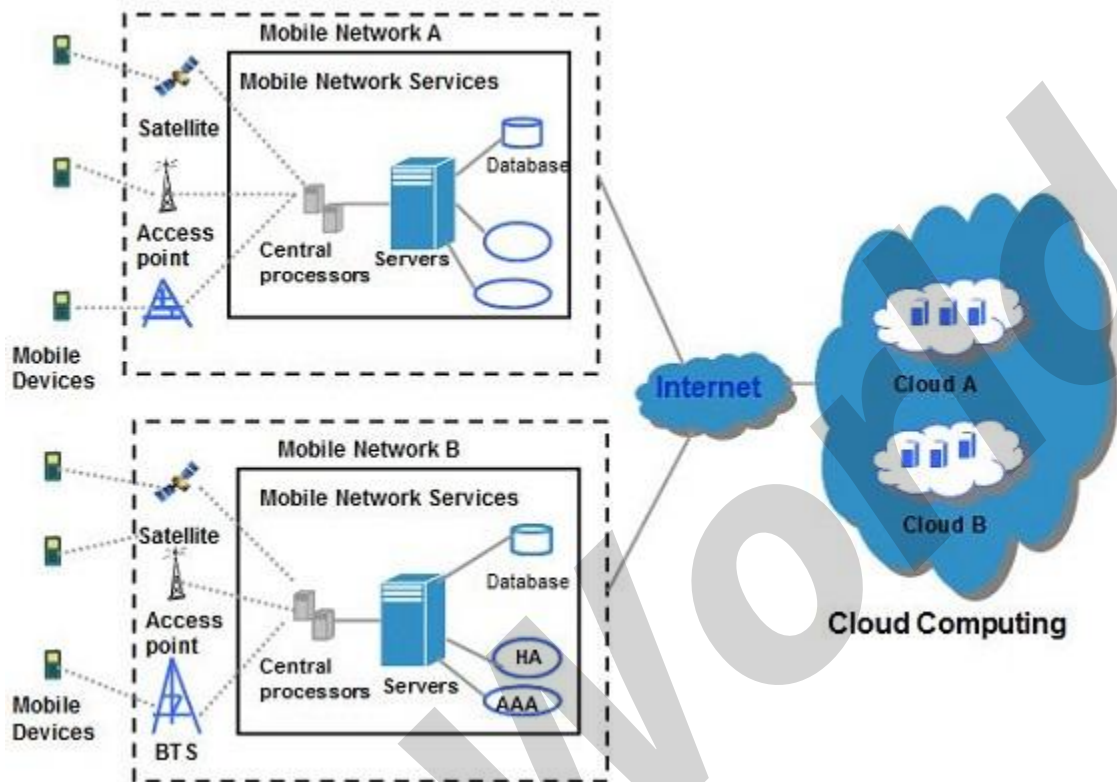 Mobile Network A
Mobile Network Services
Satellite
Database
Access
point
Central
processors
Servers
Mobile
Devices
Internet
Cloud A
Cloud B
Cloud Computing
Mobile Network B
Mobile Network Services
Satellite
Database
Access
point
Central
processors
Servers
HA
AAA
Mobile
Devices
BTS
World